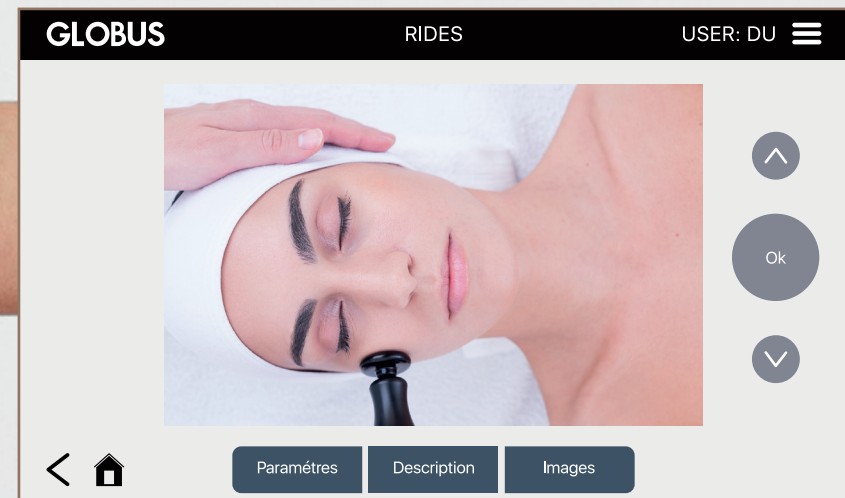 GLOBUS
RIDES
USER: DU
Ok
Paramétres
Description
Images